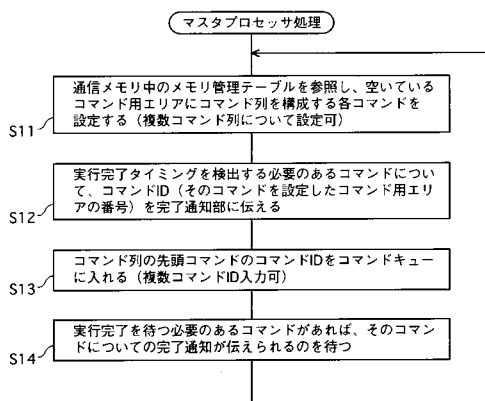 マスタプロセッサ処理
通信メモリ中のメモリ管理テーブルを参照し、空いている
コマンド用エリアにコマンド列を構成する各コマンドを
設定する（複数コマンド列について設定可）
S11
実行完了タイミングを検出する必要のあるコマンドについ
て、コマンドID（そのコマンドを設定したコマンド用エリ
アの番号）を完了通知部に伝える
S12
コマンド列の先頭コマンドのコマンドIDをコマンドキュー
に入れる（複数コマンドID入力可）
S13
実行完了を待つ必要のあるコマンドがあれば、そのコマン
ドについての完了通知が伝えられるのを待つ
S14